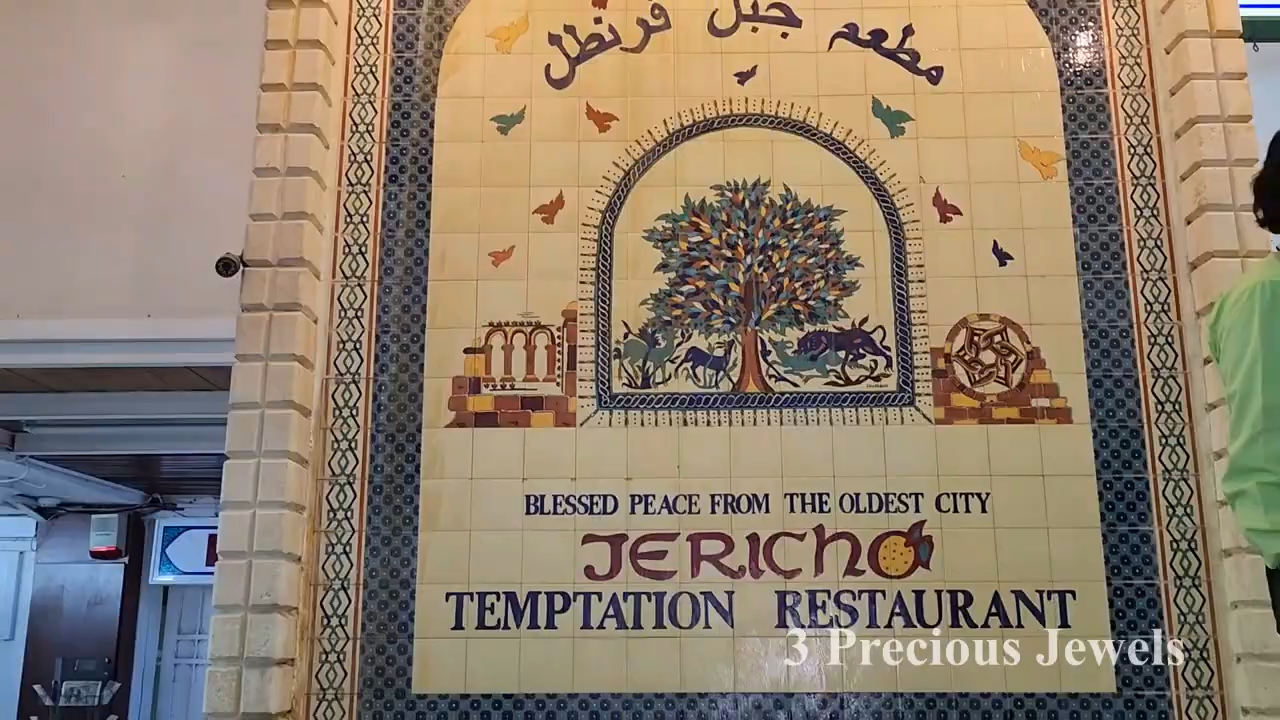 مطعم جبل قرنطل
BLESSED PEACE FROM THE OLDEST CITY
JERICHO
TEMPTATION RESTAURANT
3 Precious Jewels